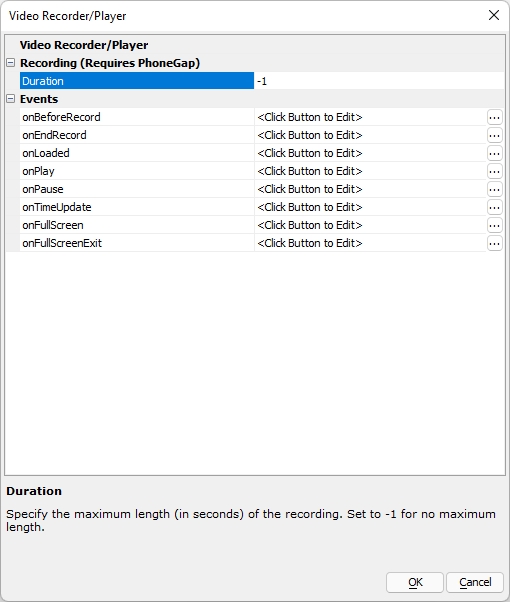 Video Recorder/Player
Video Recorder/Player
Recording (Requires PhoneGap)
Duration -1
Events
onBeforeRecord <Click Button to Edit> ...
onEndRecord <Click Button to Edit> ...
onLoaded <Click Button to Edit> ...
onPlay <Click Button to Edit> ...
onPause <Click Button to Edit> ...
onTimeUpdate <Click Button to Edit> ...
onFullScreen <Click Button to Edit> ...
onFullScreenExit <Click Button to Edit> ...
Duration
Specify the maximum length (in seconds) of the recording. Set to -1 for no maximum
length.
OK Cancel